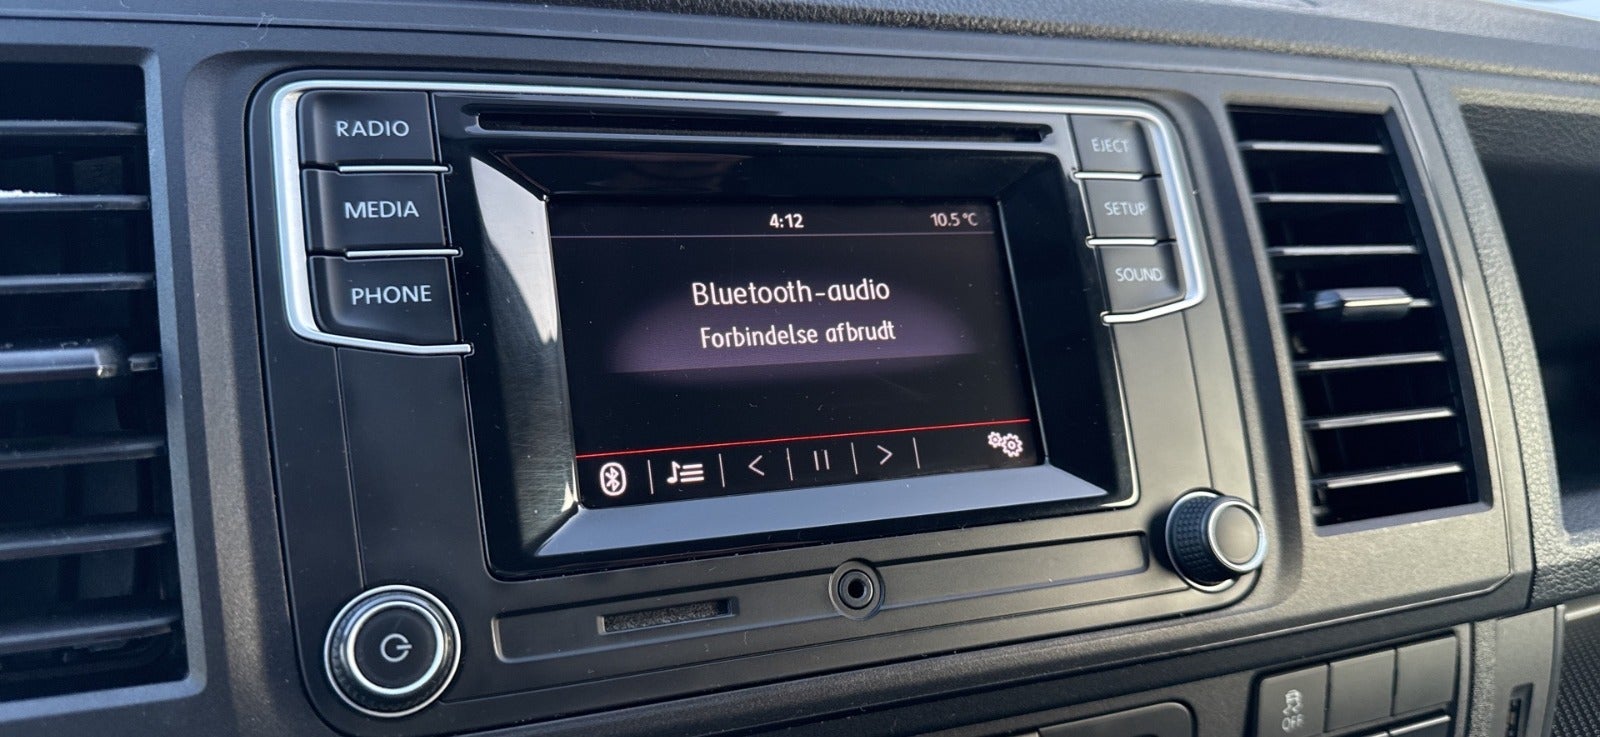 RADIO
MEDIA
PHONE
EJECT
SETUP
SOUND
4:12 10.5°C
Bluetooth-audio
Forbindelse afbrudt
OFF